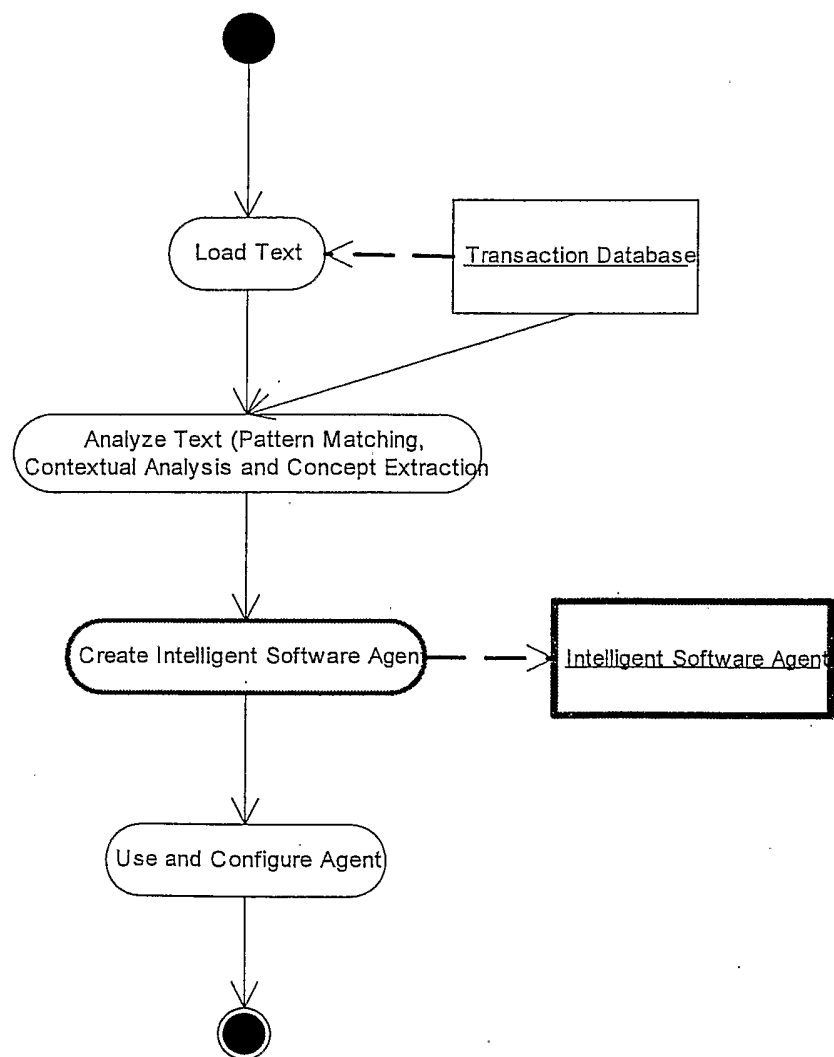 Load Text
Transaction Database
Analyze Text (Pattern Matching,
Contextual Analysis and Concept Extraction
Create Intelligent Software Agen
Intelligent Software Agent
Use and Configure Agent